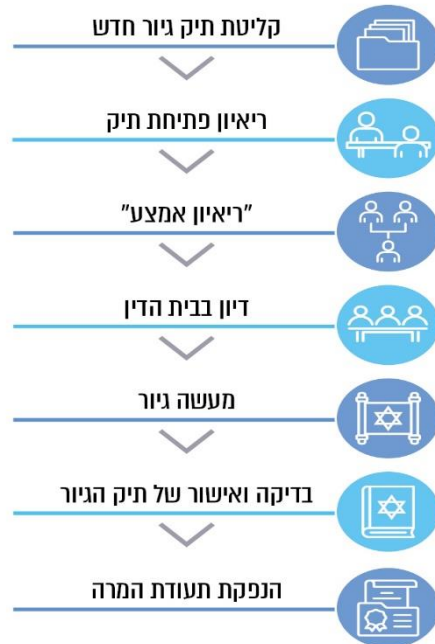 קליטת תיק גיור חדש
ריאיון פתיחת תיק
"ריאיון אמצע"
דיון בבית הדין
מעשה גיור
בדיקה ואישור של תיק הגיור
הנפקת תעודת המרה